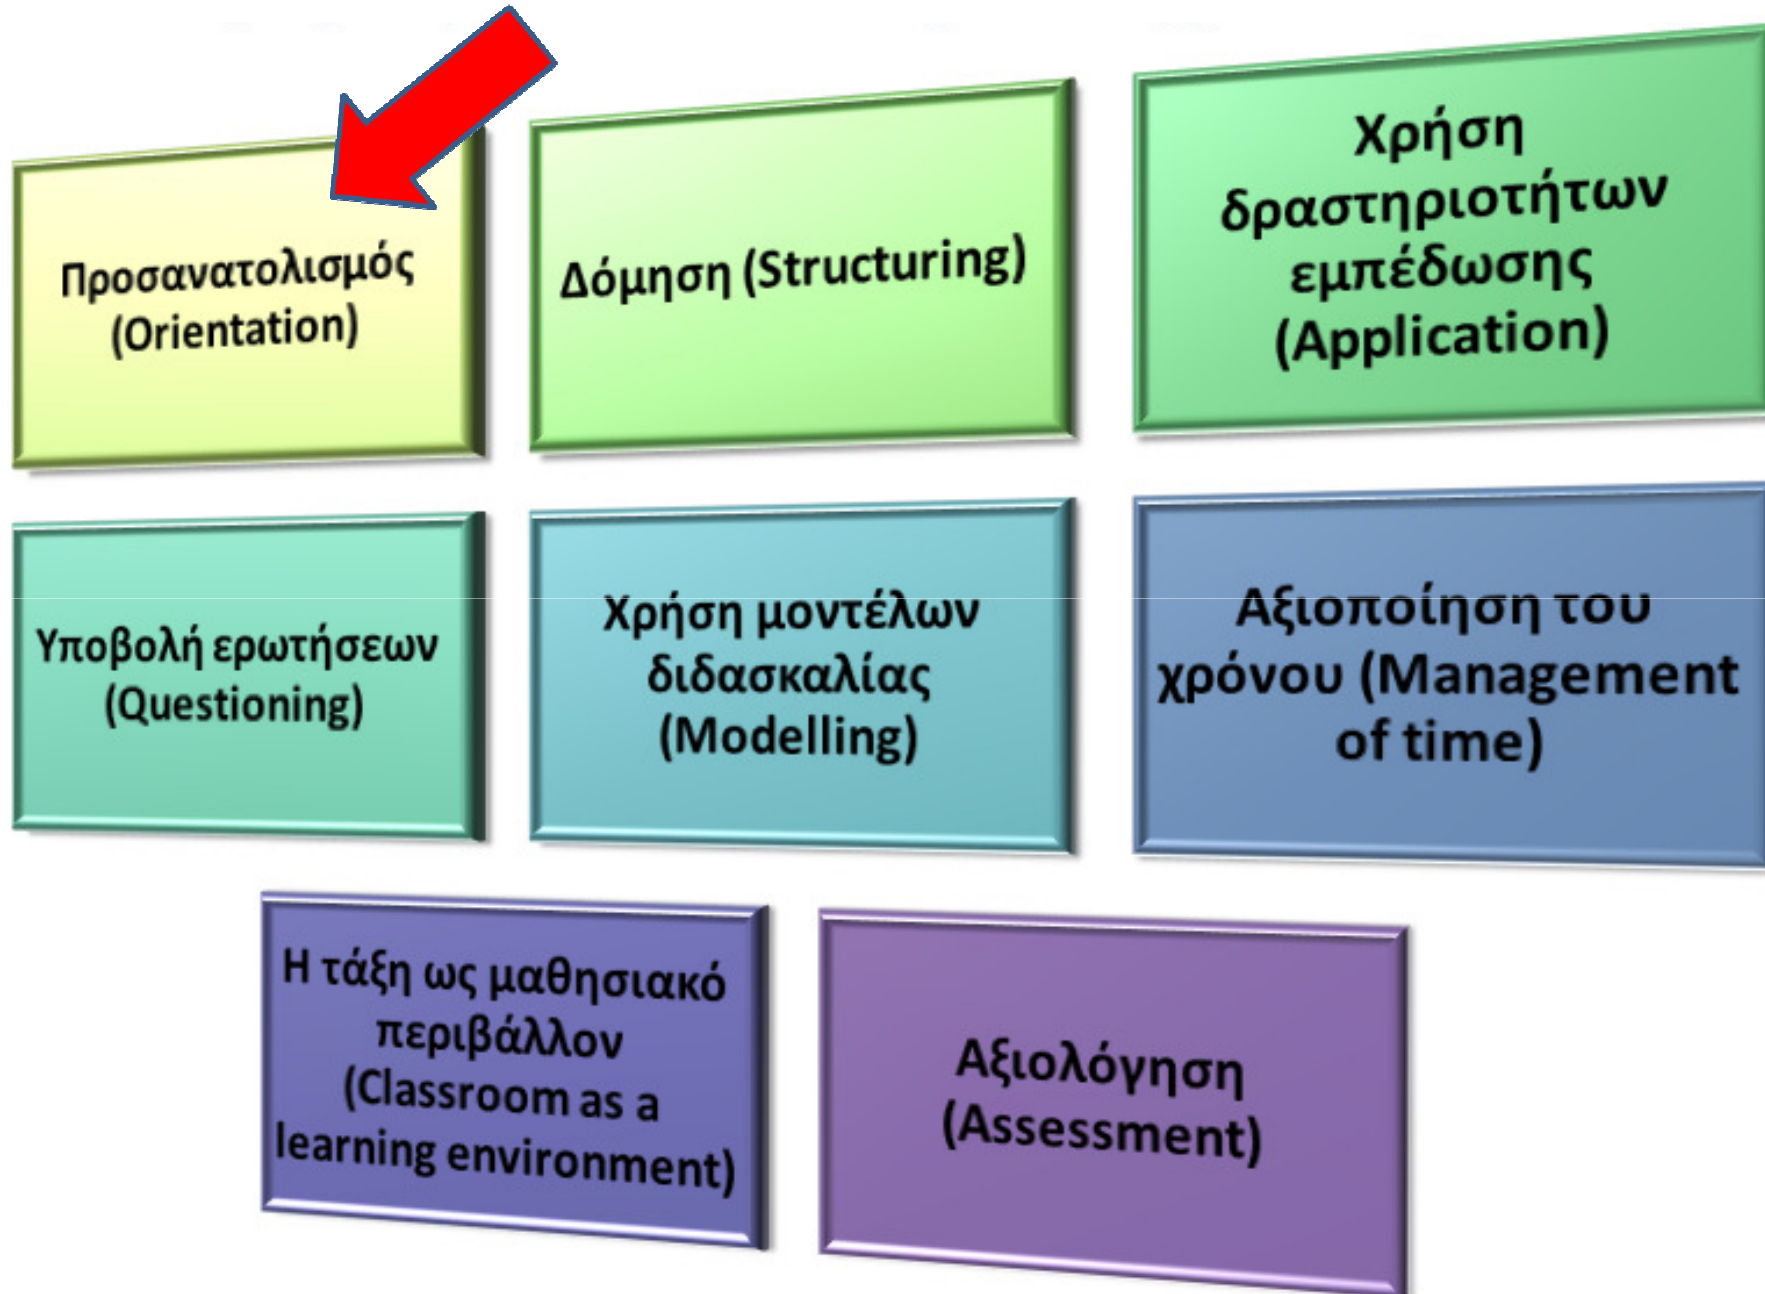 Προσανατολισμός
(Orientation)
Δόμηση (Structuring)
Χρήση
δραστηριοτήτων
εμπέδωσης
(Application)
Υποβολή ερωτήσεων
(Questioning)
Χρήση μοντέλων
διδασκαλίας
(Modelling)
Αξιοποίηση του
χρόνου (Management
of time)
Η τάξη ως μαθησιακό
περιβάλλον
(Classroom as a
learning environment)
Αξιολόγηση
(Assessment)